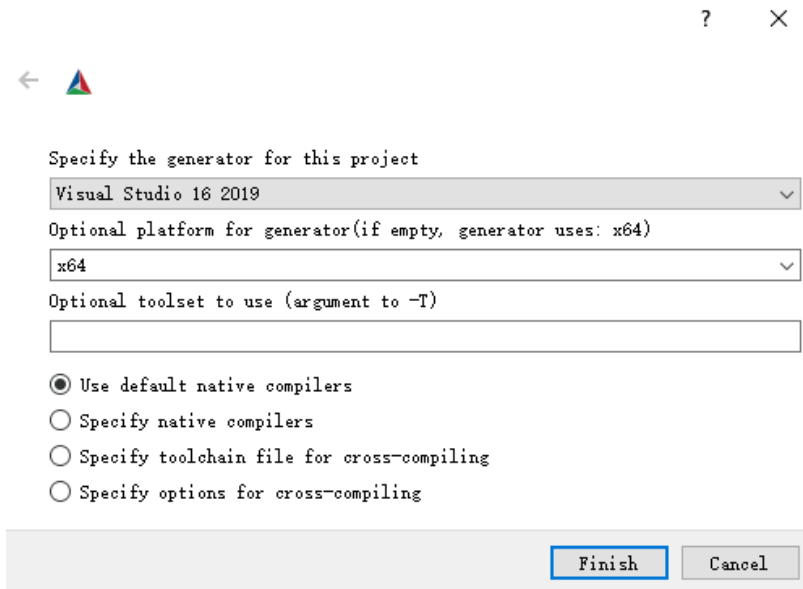 ?
Specify the generator for this project
Visual Studio 16 2019
Optional platform for generator(if empty, generator uses: x64)
x64
Optional toolset to use (argument to -T)
Use default native compilers
Specify native compilers
Specify toolchain file for cross-compiling
Specify options for cross-compiling
Finish Cancel